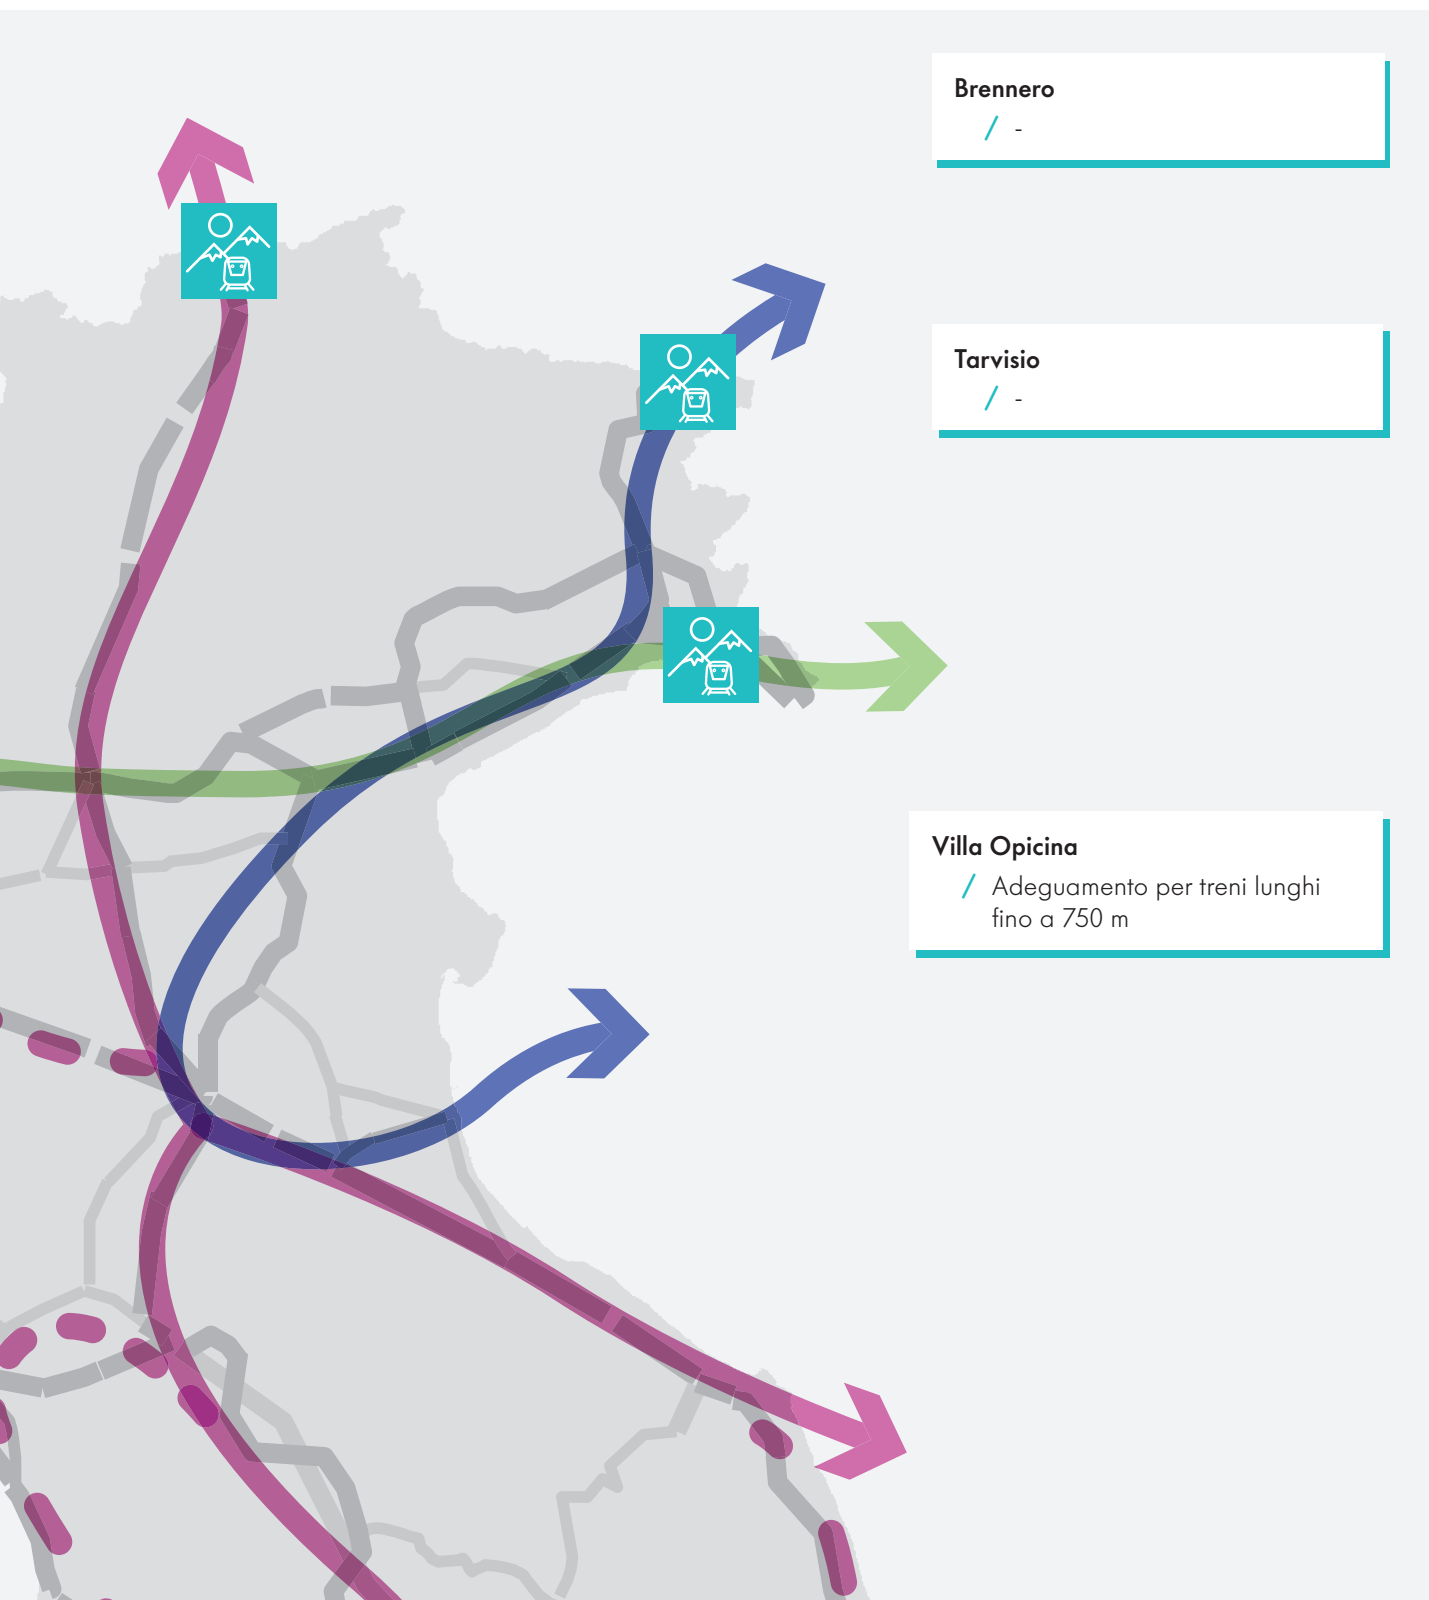 Brennero
/ -
Tarvisio
/ -
Villa Opicina
/ Adeguamento per treni lunghi
fino a 750 m